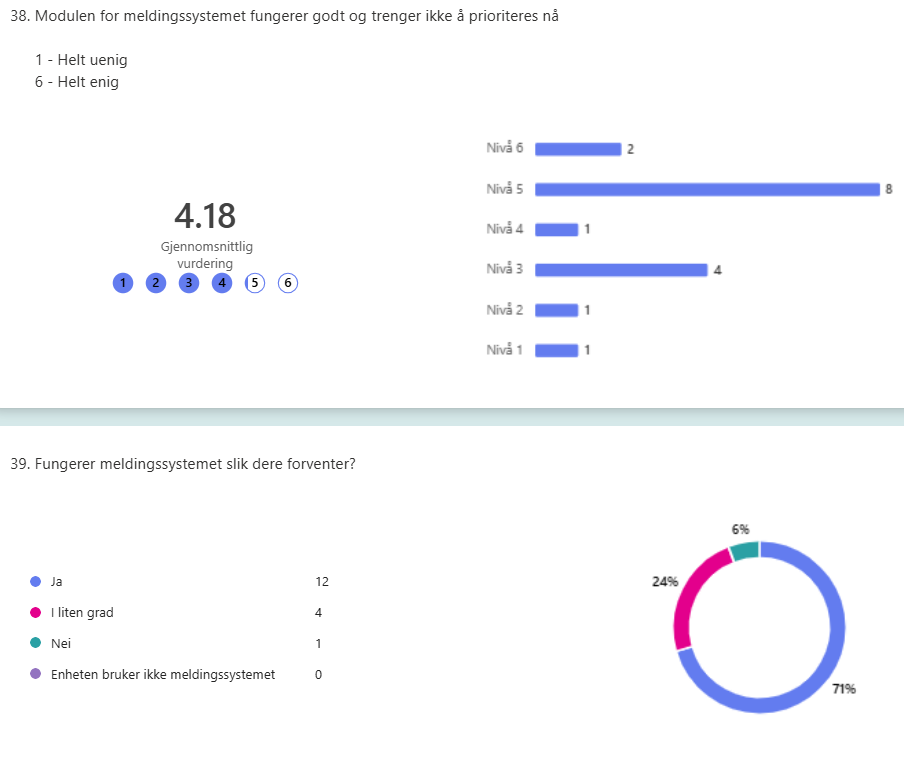 38. Modulen for meldingssystemet fungerer godt og trenger ikke å prioriteres nå
1 - Helt uenig
6 - Helt enig
4.18
Gjennomsnittlig
vurdering
1 2 3 4 5 6
Nivå 6 2
Nivå 5 8
Nivå 4 1
Nivå 3 4
Nivå 2 1
Nivå 1 1
39. Fungerer meldingssystemet slik dere forventer?
Ja 12
I liten grad 4
Nei 1
Enheten bruker ikke meldingssystemet 0
6%
24%
71%